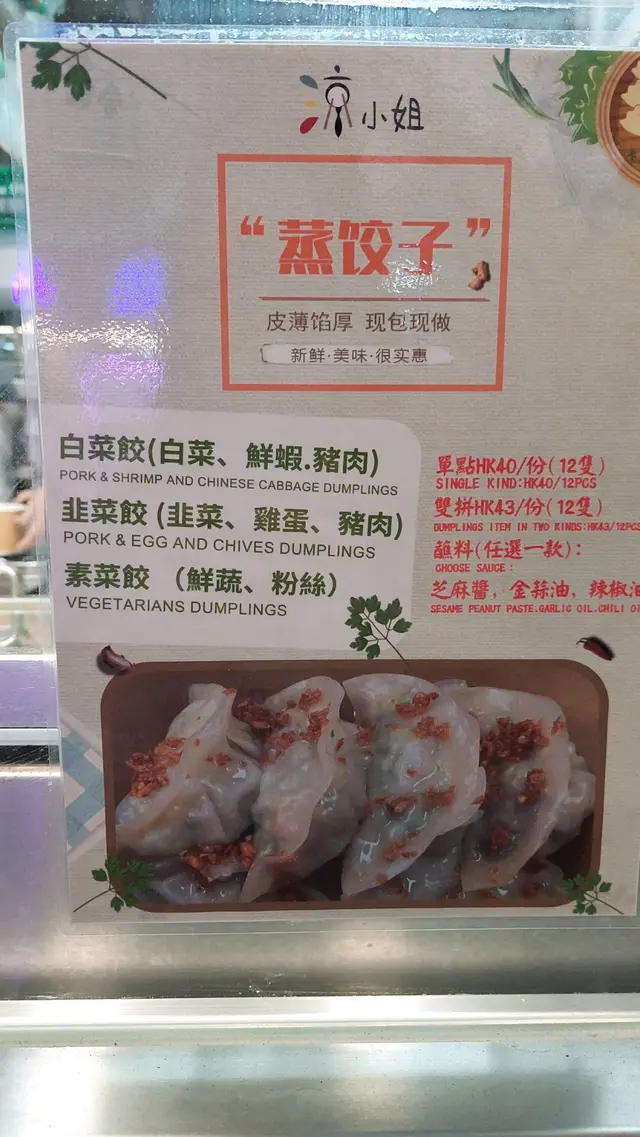 涼小姐
“蒸饺子”
皮薄馅厚 现包现做
新鲜·美味·很实惠
白菜餃(白菜、鮮蝦.豬肉)
PORK & SHRIMP AND CHINESE CABBAGE DUMPLINGS
韭菜餃(韭菜、雞蛋、豬肉)
PORK & EGG AND CHIVES DUMPLINGS
素菜餃 (鮮蔬、粉絲)
VEGETARIANS DUMPLINGS
單點HK40/份(12隻)
SINGLE KIND:HK40/12PCS
雙拼HK43/份(12隻)
DUMPLINGS ITEM IN TWO KINDS:HK43/12PCS
蘸料(任選一款):
CHOOSE SAUCE:
芝麻醬, 金蒜油, 辣椒油
SESAME PEANUT PASTE.GARLIC OIL.CHILI